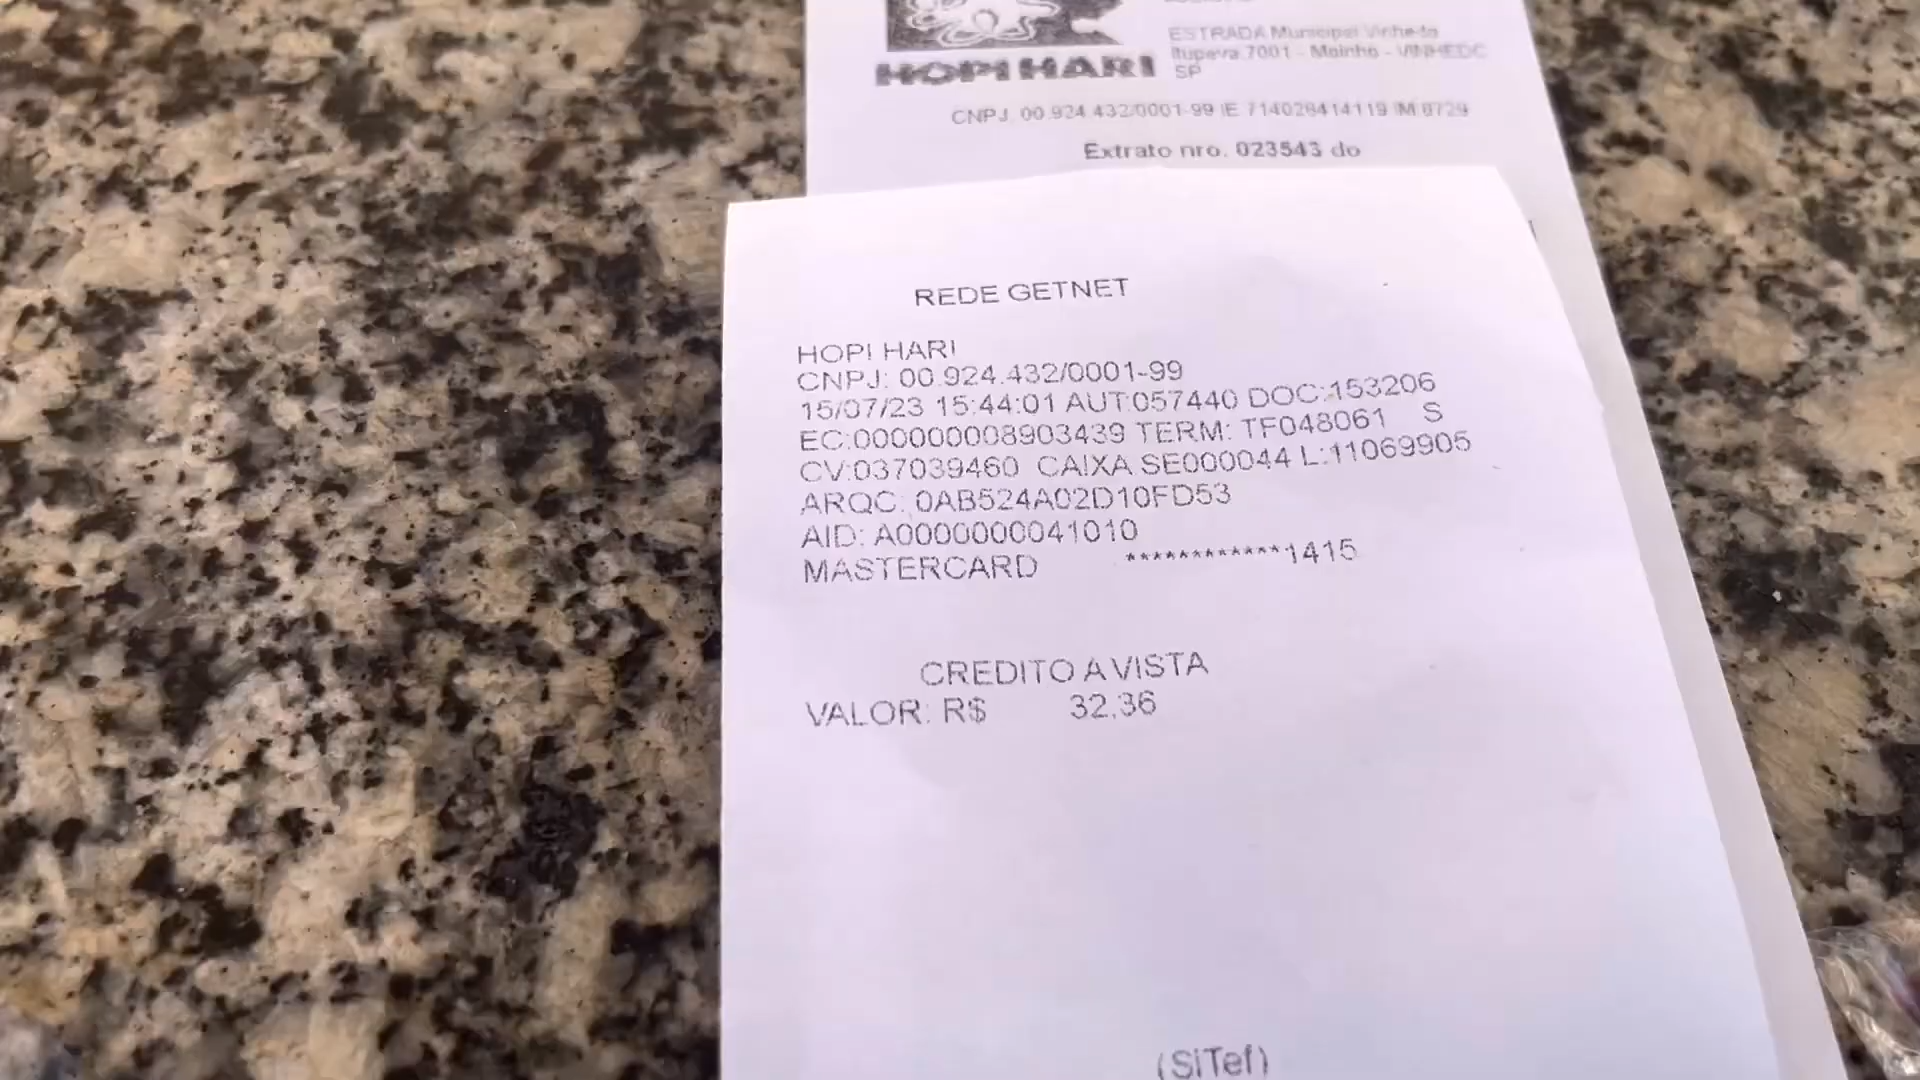 HOPI HARI
ESTRADA Municipal Vinhedo
Itupeva 7001 - Moinho - VINHEDO
SP
CNPJ. 00.924.432/0001-99 IE 714028414119 IM 8729
Extrato nro. 023543 do
REDE GETNET
HOPI HARI
CNPJ: 00.924.432/0001-99
15/07/23 15:44:01 AUT:057440 DOC:153206
EC:000000008903439 TERM: TF048061 S
CV:037039460 CAIXA SE000044 L:11069905
ARQC: 0AB524A02D10FD53
AID: A0000000041010
MASTERCARD ************1415
CREDITO A VISTA
VALOR: R$ 32,36
(SiTef)